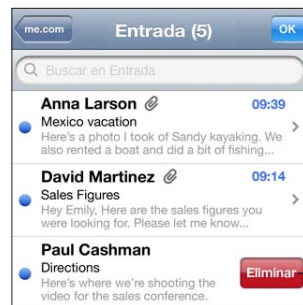 me.com
Entrada (5)
OK
Buscar en Entrada
Anna Larson
09:39
Mexico vacation
Here's a photo I took of Sandy kayaking. We
also rented a boat and did a bit of fishing...
David Martinez
09:14
Sales Figures
Hey Emily, Here are the sales figures you
were looking for. Please let me know...
Paul Cashman
Directions
Here's where we're shooting the
video for the sales conference.
Eliminar